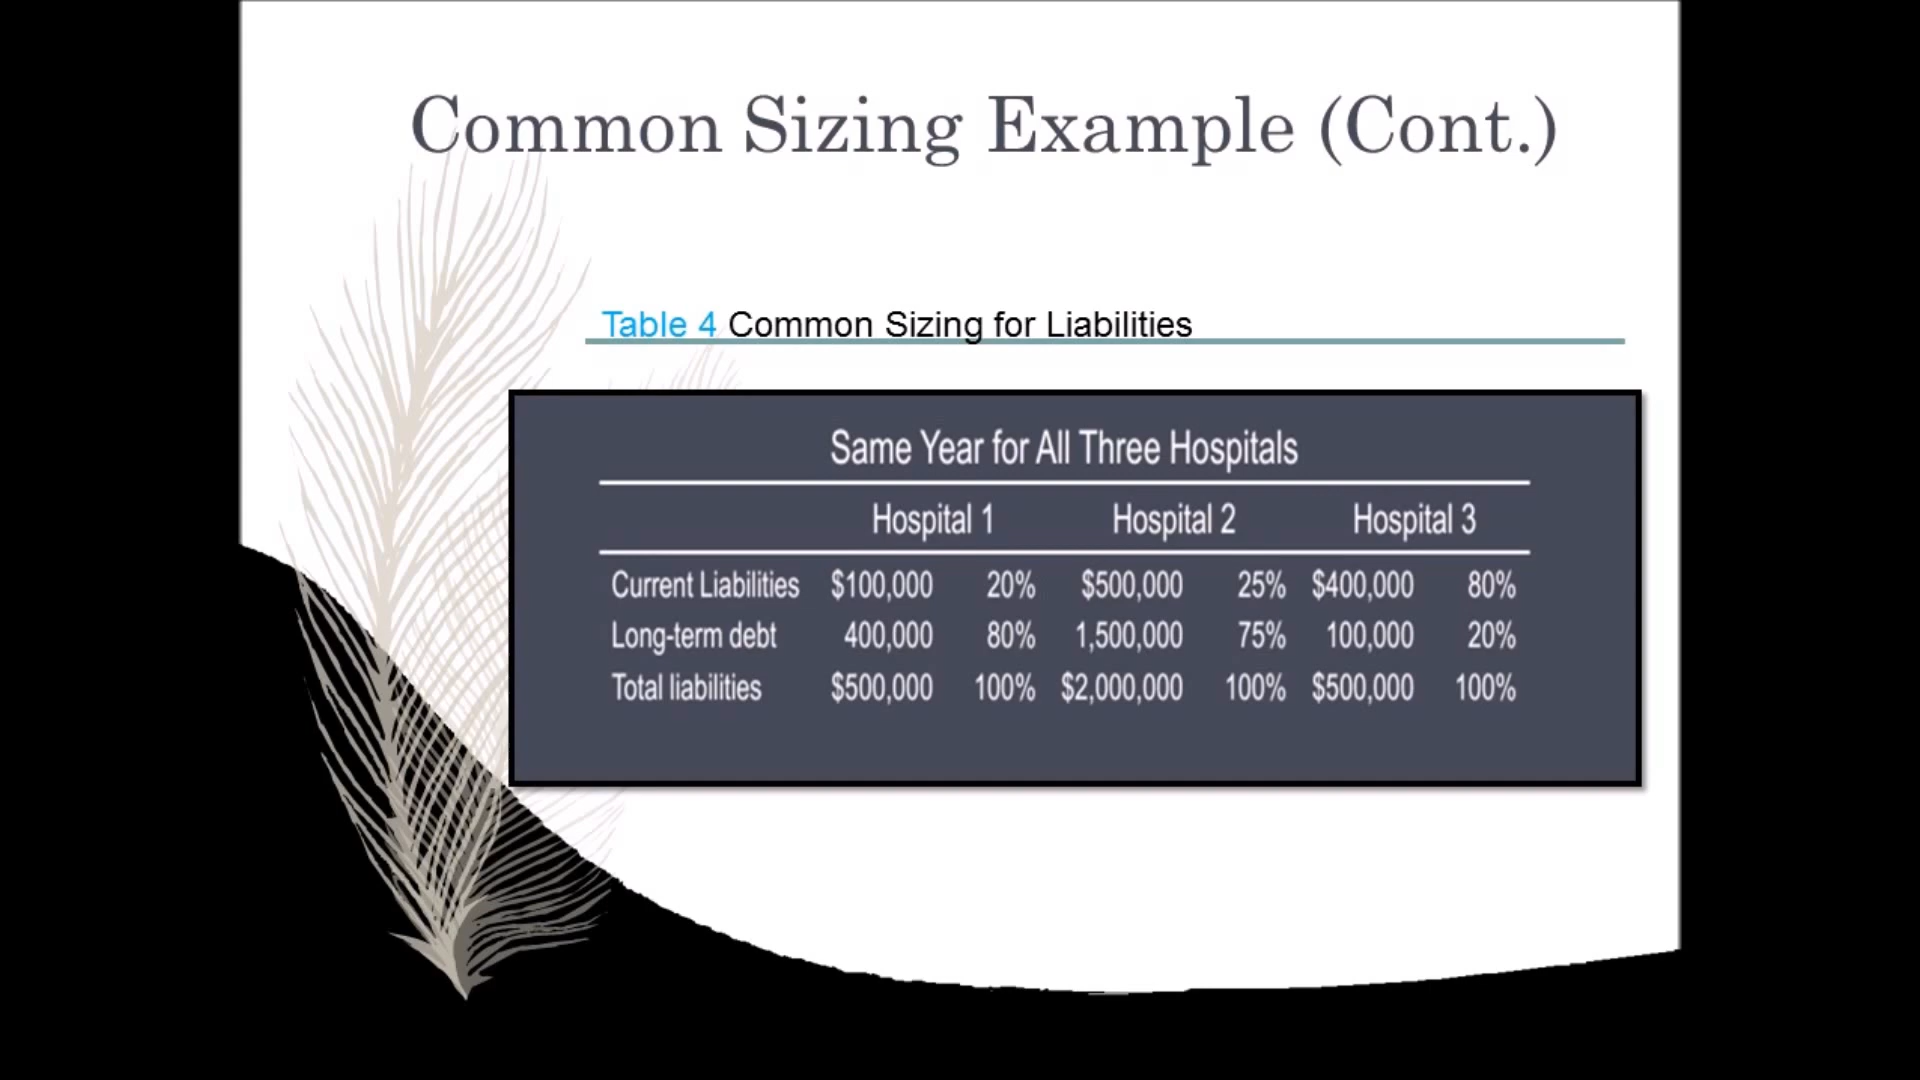 Common Sizing Example (Cont.)
Table 4 Common Sizing for Liabilities
Same Year for All Three Hospitals
Hospital 1 Hospital 2 Hospital 3
Current Liabilities $100,000 20% $500,000 25% $400,000 80%
Long-term debt 400,000 80% 1,500,000 75% 100,000 20%
Total liabilities $500,000 100% $2,000,000 100% $500,000 100%